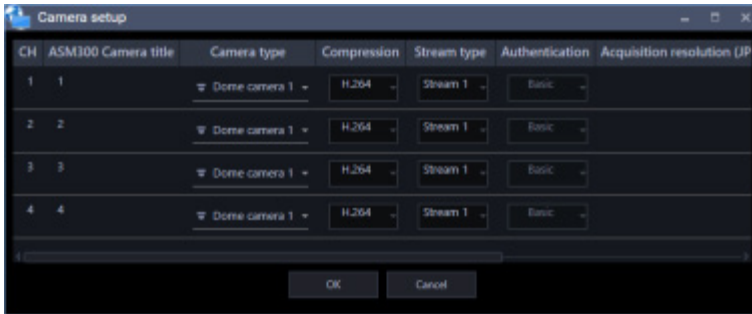 Camera setup
CH ASM300 Camera title Camera type Compression Stream type Authentication Acquisition resolution (JP
1 1 Dome camera 1 H.264 Stream 1 Basic
2 2 Dome camera 1 H.264 Stream 1 Basic
3 3 Dome camera 1 H.264 Stream 1 Basic
4 4 Dome camera 1 H.264 Stream 1 Basic
OK Cancel